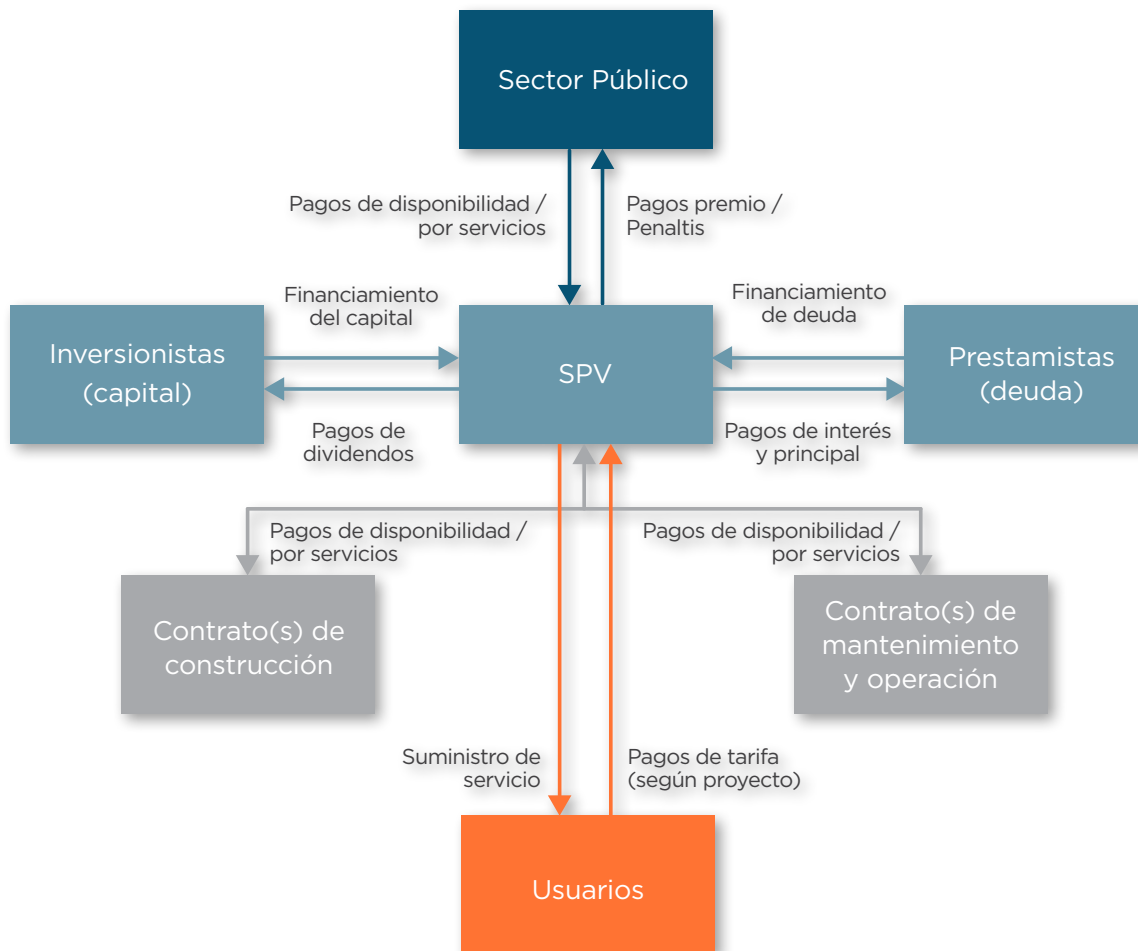 Sector Público
Pagos de disponibilidad /
por servicios
Pagos premio /
Penaltis
Financiamiento
del capital
Financiamiento
de deuda
Inversionistas
(capital)
SPV
Prestamistas
(deuda)
Pagos de
dividendos
Pagos de interés
y principal
Pagos de disponibilidad /
por servicios
Pagos de disponibilidad /
por servicios
Contrato(s) de
construcción
Contrato(s) de
mantenimiento
y operación
Suministro de
servicio
Pagos de tarifa
(según proyecto)
Usuarios